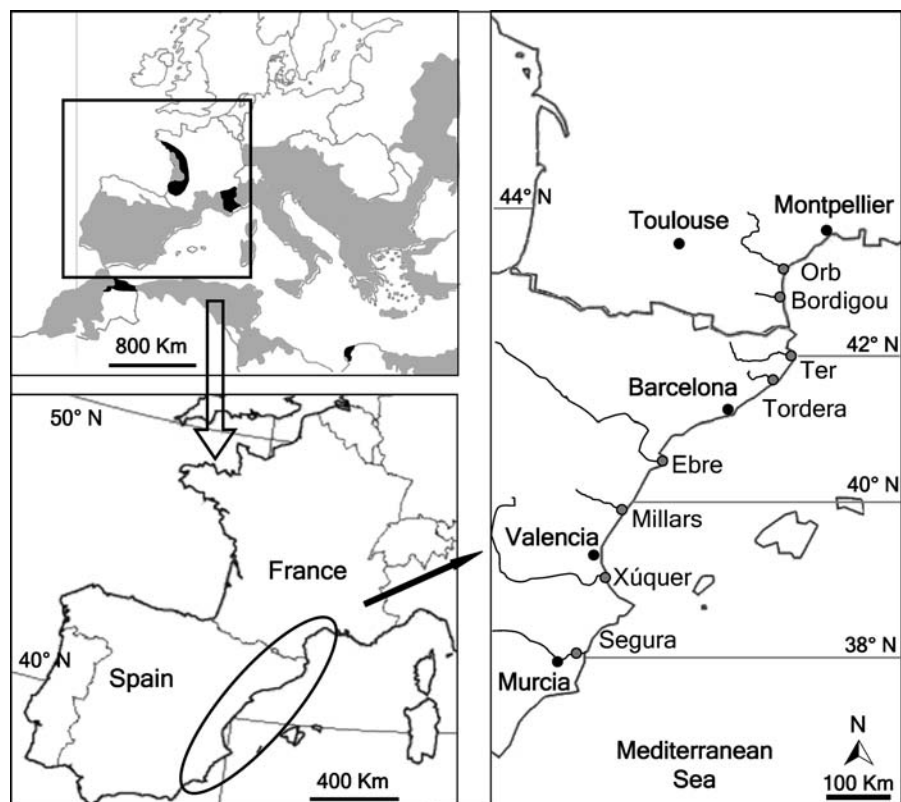 800 Km
50° N
France
40° N
Spain
400 Km
44° N
Toulouse
Montpellier
Orb
Bordigou
42° N
Ter
Barcelona
Tordera
Ebre
40° N
Millars
Valencia
Xúquer
Segura
38° N
Murcia
N
Mediterranean
Sea
100 Km